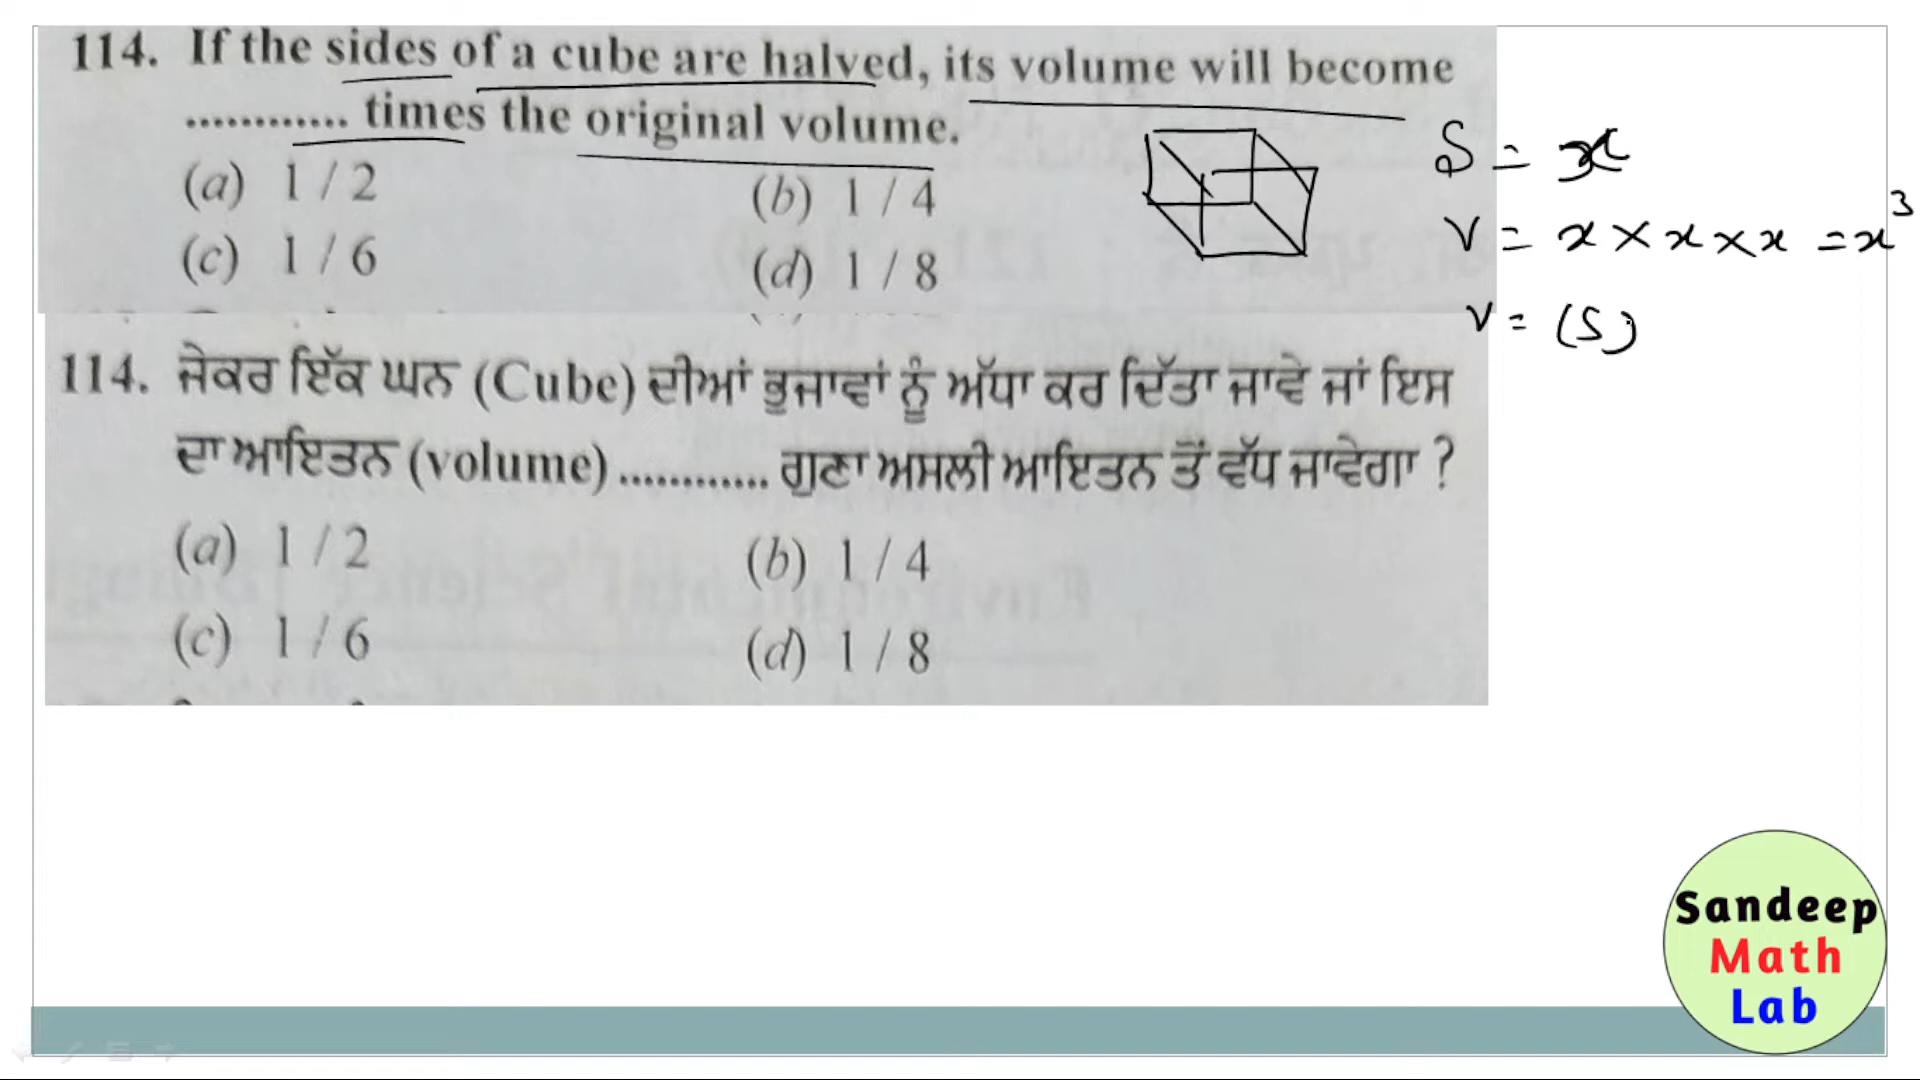 114. If the sides of a cube are halved, its volume will become
............ times the original volume.
(a) 1 / 2 (b) 1 / 4
(c) 1 / 6 (d) 1 / 8
S = x
V = x × x × x = x³
V = (S)
114. ਜੇਕਰ ਇੱਕ ਘਨ (Cube) ਦੀਆਂ ਭੁਜਾਵਾਂ ਨੂੰ ਅੱਧਾ ਕਰ ਦਿੱਤਾ ਜਾਵੇ ਜਾਂ ਇਸ
ਦਾ ਆਇਤਨ (volume) ............ ਗੁਣਾ ਅਸਲੀ ਆਇਤਨ ਤੋਂ ਵੱਧ ਜਾਵੇਗਾ ?
(a) 1 / 2 (b) 1 / 4
(c) 1 / 6 (d) 1 / 8
Sandeep
Math
Lab